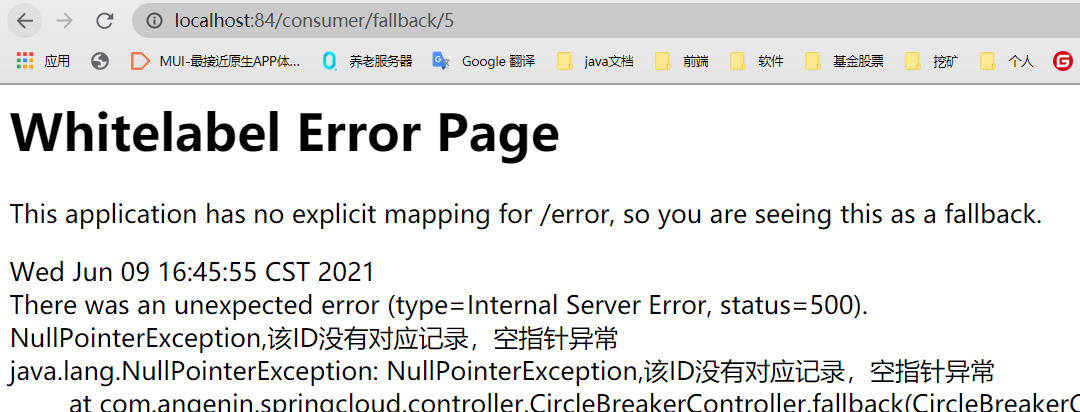 localhost:84/consumer/fallback/5
应用 MUI-最接近原生APP体... 养老服务器 Google 翻译 java文档 前端 软件 基金股票 挖矿 个人
Whitelabel Error Page
This application has no explicit mapping for /error, so you are seeing this as a fallback.
Wed Jun 09 16:45:55 CST 2021
There was an unexpected error (type=Internal Server Error, status=500).
NullPointerException,该ID没有对应记录，空指针异常
java.lang.NullPointerException: NullPointerException,该ID没有对应记录，空指针异常
at com.angenin.springcloud.controller.CircleBreakerController.fallback(CircleBreakerC